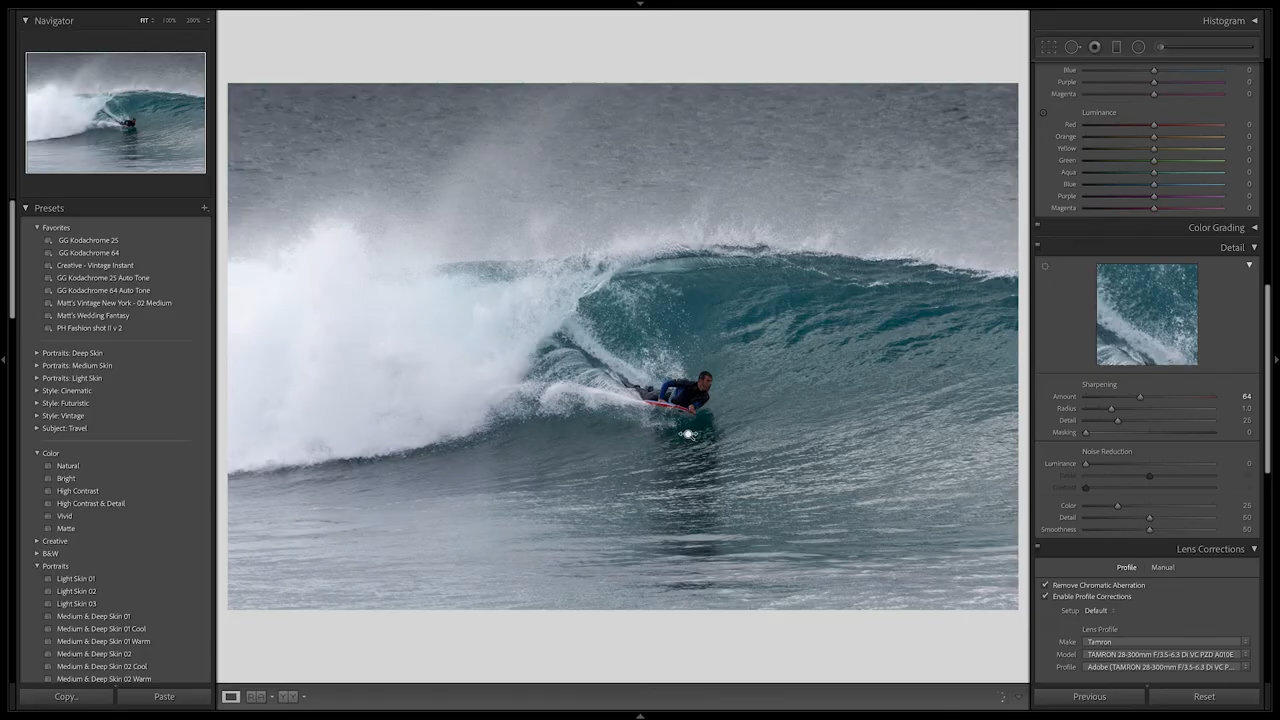 Navigator FIT 100% 200%
Presets +
Favorites
GG Kodachrome 25
GG Kodachrome 64
Creative - Vintage Instant
GG Kodachrome 25 Auto Tone
GG Kodachrome 64 Auto Tone
Matt's Vintage New York - 02 Medium
Matt's Wedding Fantasy
PH Fashion shot II v 2
Portraits: Deep Skin
Portraits: Medium Skin
Portraits: Light Skin
Style: Cinematic
Style: Futuristic
Style: Vintage
Subject: Travel
Color
Natural
Bright
High Contrast
High Contrast & Detail
Vivid
Matte
Creative
B&W
Portraits
Light Skin 01
Light Skin 02
Light Skin 03
Medium & Deep Skin 01
Medium & Deep Skin 01 Cool
Medium & Deep Skin 01 Warm
Medium & Deep Skin 02
Medium & Deep Skin 02 Cool
Medium & Deep Skin 02 Warm
Copy... Paste
Histogram
Blue 0
Purple 0
Magenta 0
Luminance
Red 0
Orange 0
Yellow 0
Green 0
Aqua 0
Blue 0
Purple 0
Magenta 0
Color Grading
Detail
Sharpening
Amount 64
Radius 1.0
Detail 25
Masking 0
Noise Reduction
Luminance 0
Color 25
Detail 50
Smoothness 50
Lens Corrections
Profile Manual
Remove Chromatic Aberration
Enable Profile Corrections
Setup Default
Lens Profile
Make Tamron
Model TAMRON 28-300mm F/3.5-6.3 Di VC PZD A010E
Profile Adobe (TAMRON 28-300mm F/3.5-6.3 Di VC P...
Previous Reset